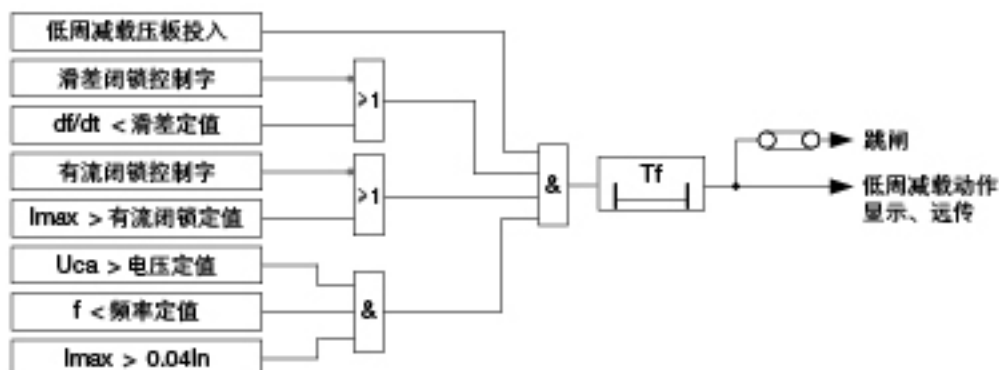 低周减载压板投入
滑差闭锁控制字
df/dt < 滑差定值
有流闭锁控制字
Imax > 有流闭锁定值
Uca > 电压定值
f < 频率定值
Imax > 0.04In
≥1
≥1
&
&
Tf
跳闸
低周减载动作
显示、远传